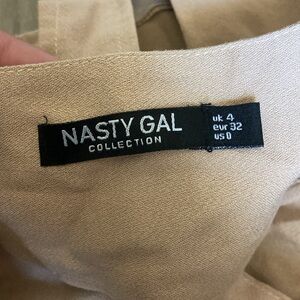 NASTY GAL
COLLECTION
uk 4
eur 32
us 0